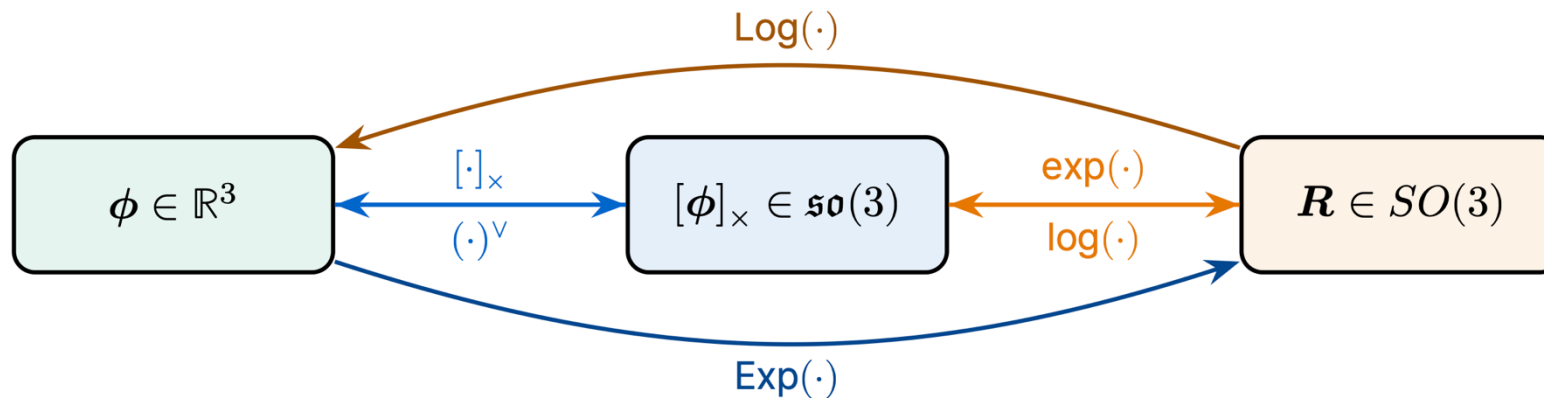 Log(·)
[·]×
exp(·)
ϕ ∈ ℝ³
[ϕ]× ∈ 𝔰𝔬(3)
R ∈ SO(3)
(·)^∨
log(·)
Exp(·)